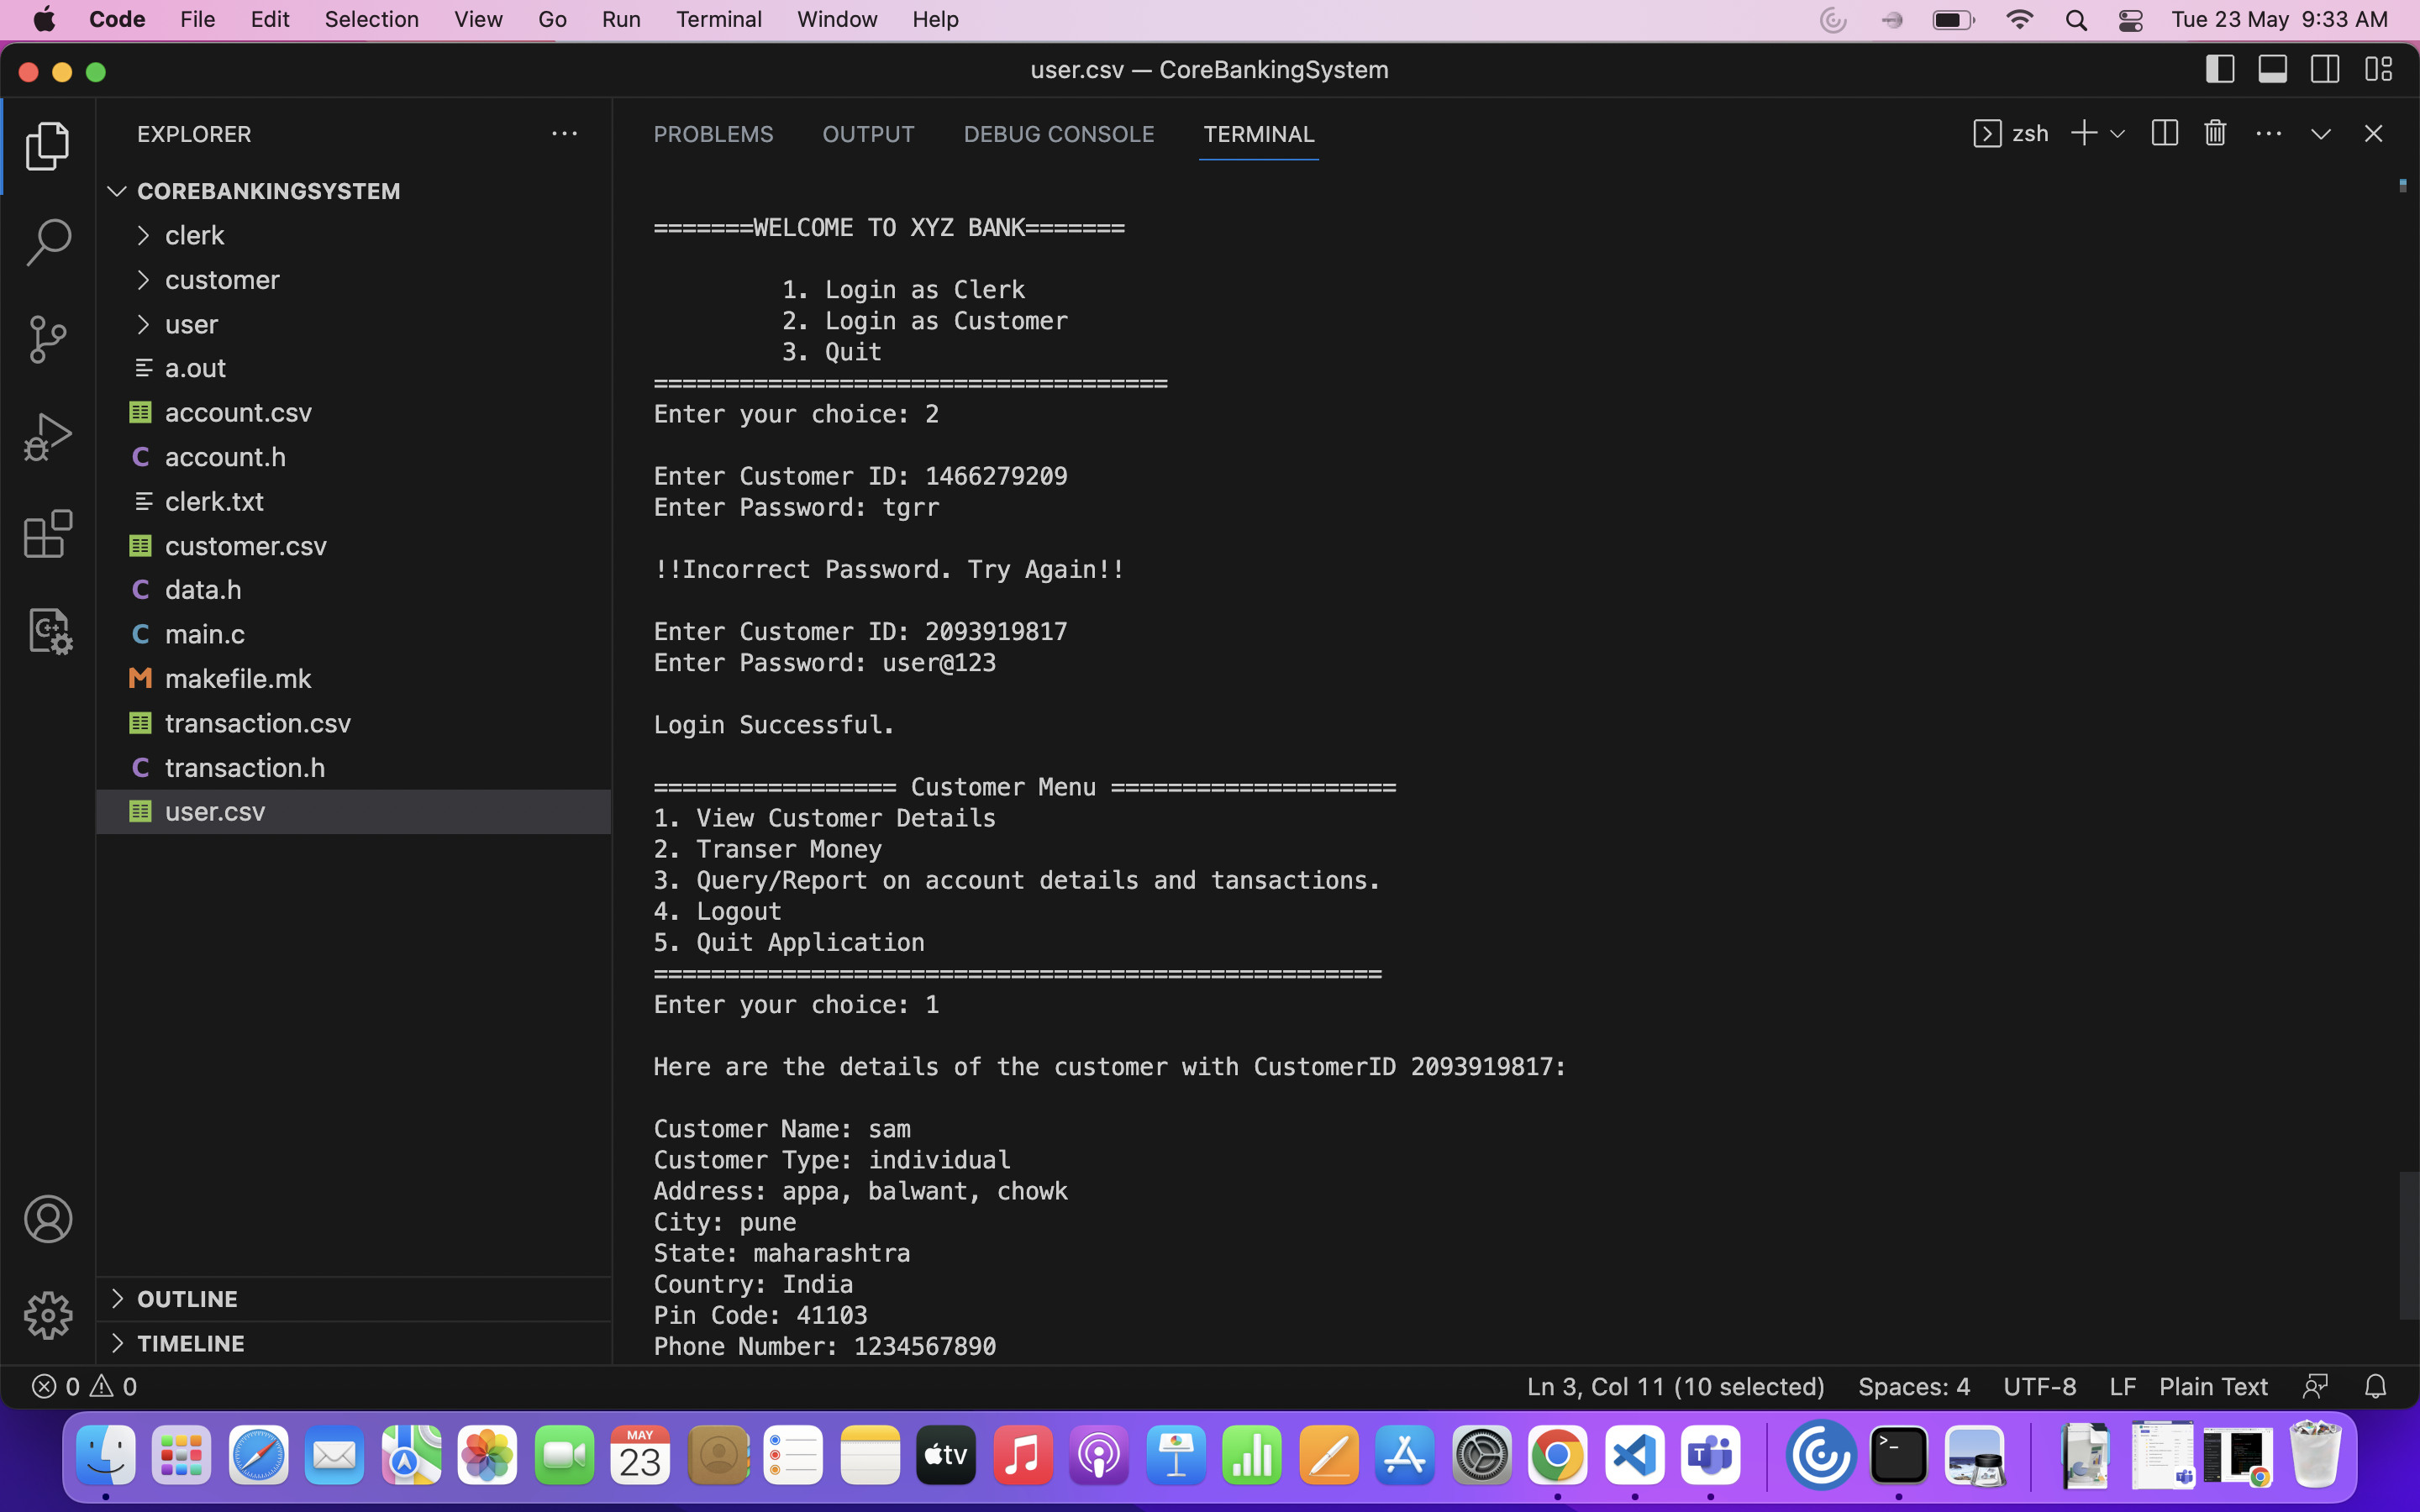 Code File Edit Selection View Go Run Terminal Window Help Tue 23 May 9:33 AM
user.csv — CoreBankingSystem
EXPLORER
COREBANKINGSYSTEM
clerk
customer
user
a.out
account.csv
C account.h
clerk.txt
customer.csv
C data.h
C main.c
M makefile.mk
transaction.csv
C transaction.h
user.csv
OUTLINE
TIMELINE
PROBLEMS OUTPUT DEBUG CONSOLE TERMINAL zsh
=======WELCOME TO XYZ BANK=======
1. Login as Clerk
2. Login as Customer
3. Quit
====================================
Enter your choice: 2
Enter Customer ID: 1466279209
Enter Password: tgrr
!!Incorrect Password. Try Again!!
Enter Customer ID: 2093919817
Enter Password: user@123
Login Successful.
================= Customer Menu ====================
1. View Customer Details
2. Transer Money
3. Query/Report on account details and tansactions.
4. Logout
5. Quit Application
===================================================
Enter your choice: 1
Here are the details of the customer with CustomerID 2093919817:
Customer Name: sam
Customer Type: individual
Address: appa, balwant, chowk
City: pune
State: maharashtra
Country: India
Pin Code: 41103
Phone Number: 1234567890
0 0 Ln 3, Col 11 (10 selected) Spaces: 4 UTF-8 LF Plain Text
MAY
23
tv